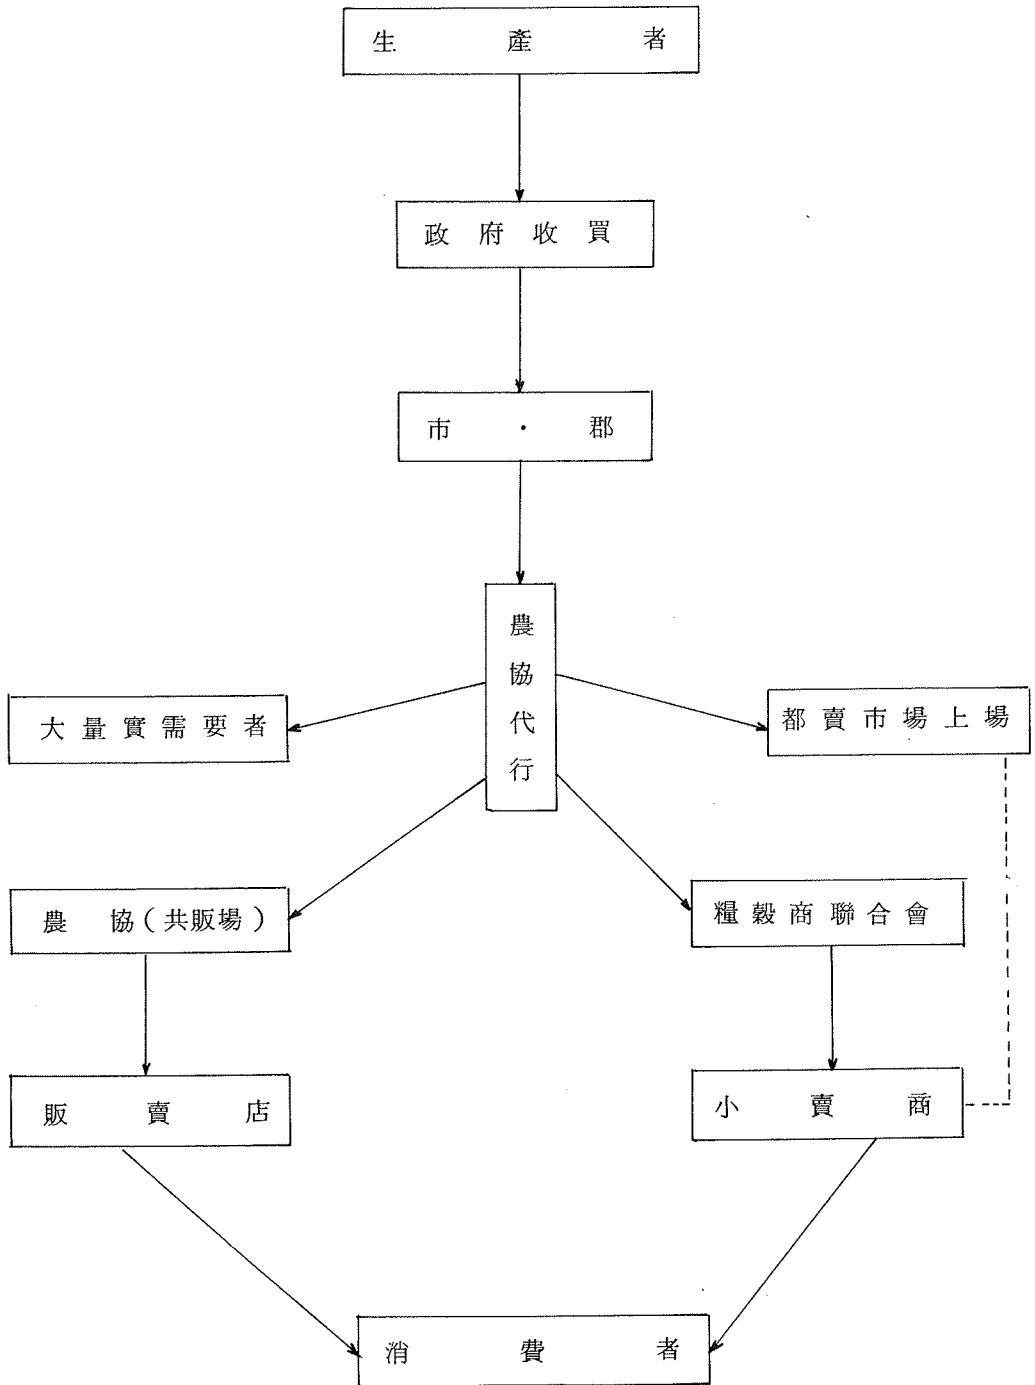 生產者
政府收買
市・郡
農協代行
大量實需要者
都賣市場上場
農協(共販場)
糧穀商聯合會
販賣店
小賣商
消費者